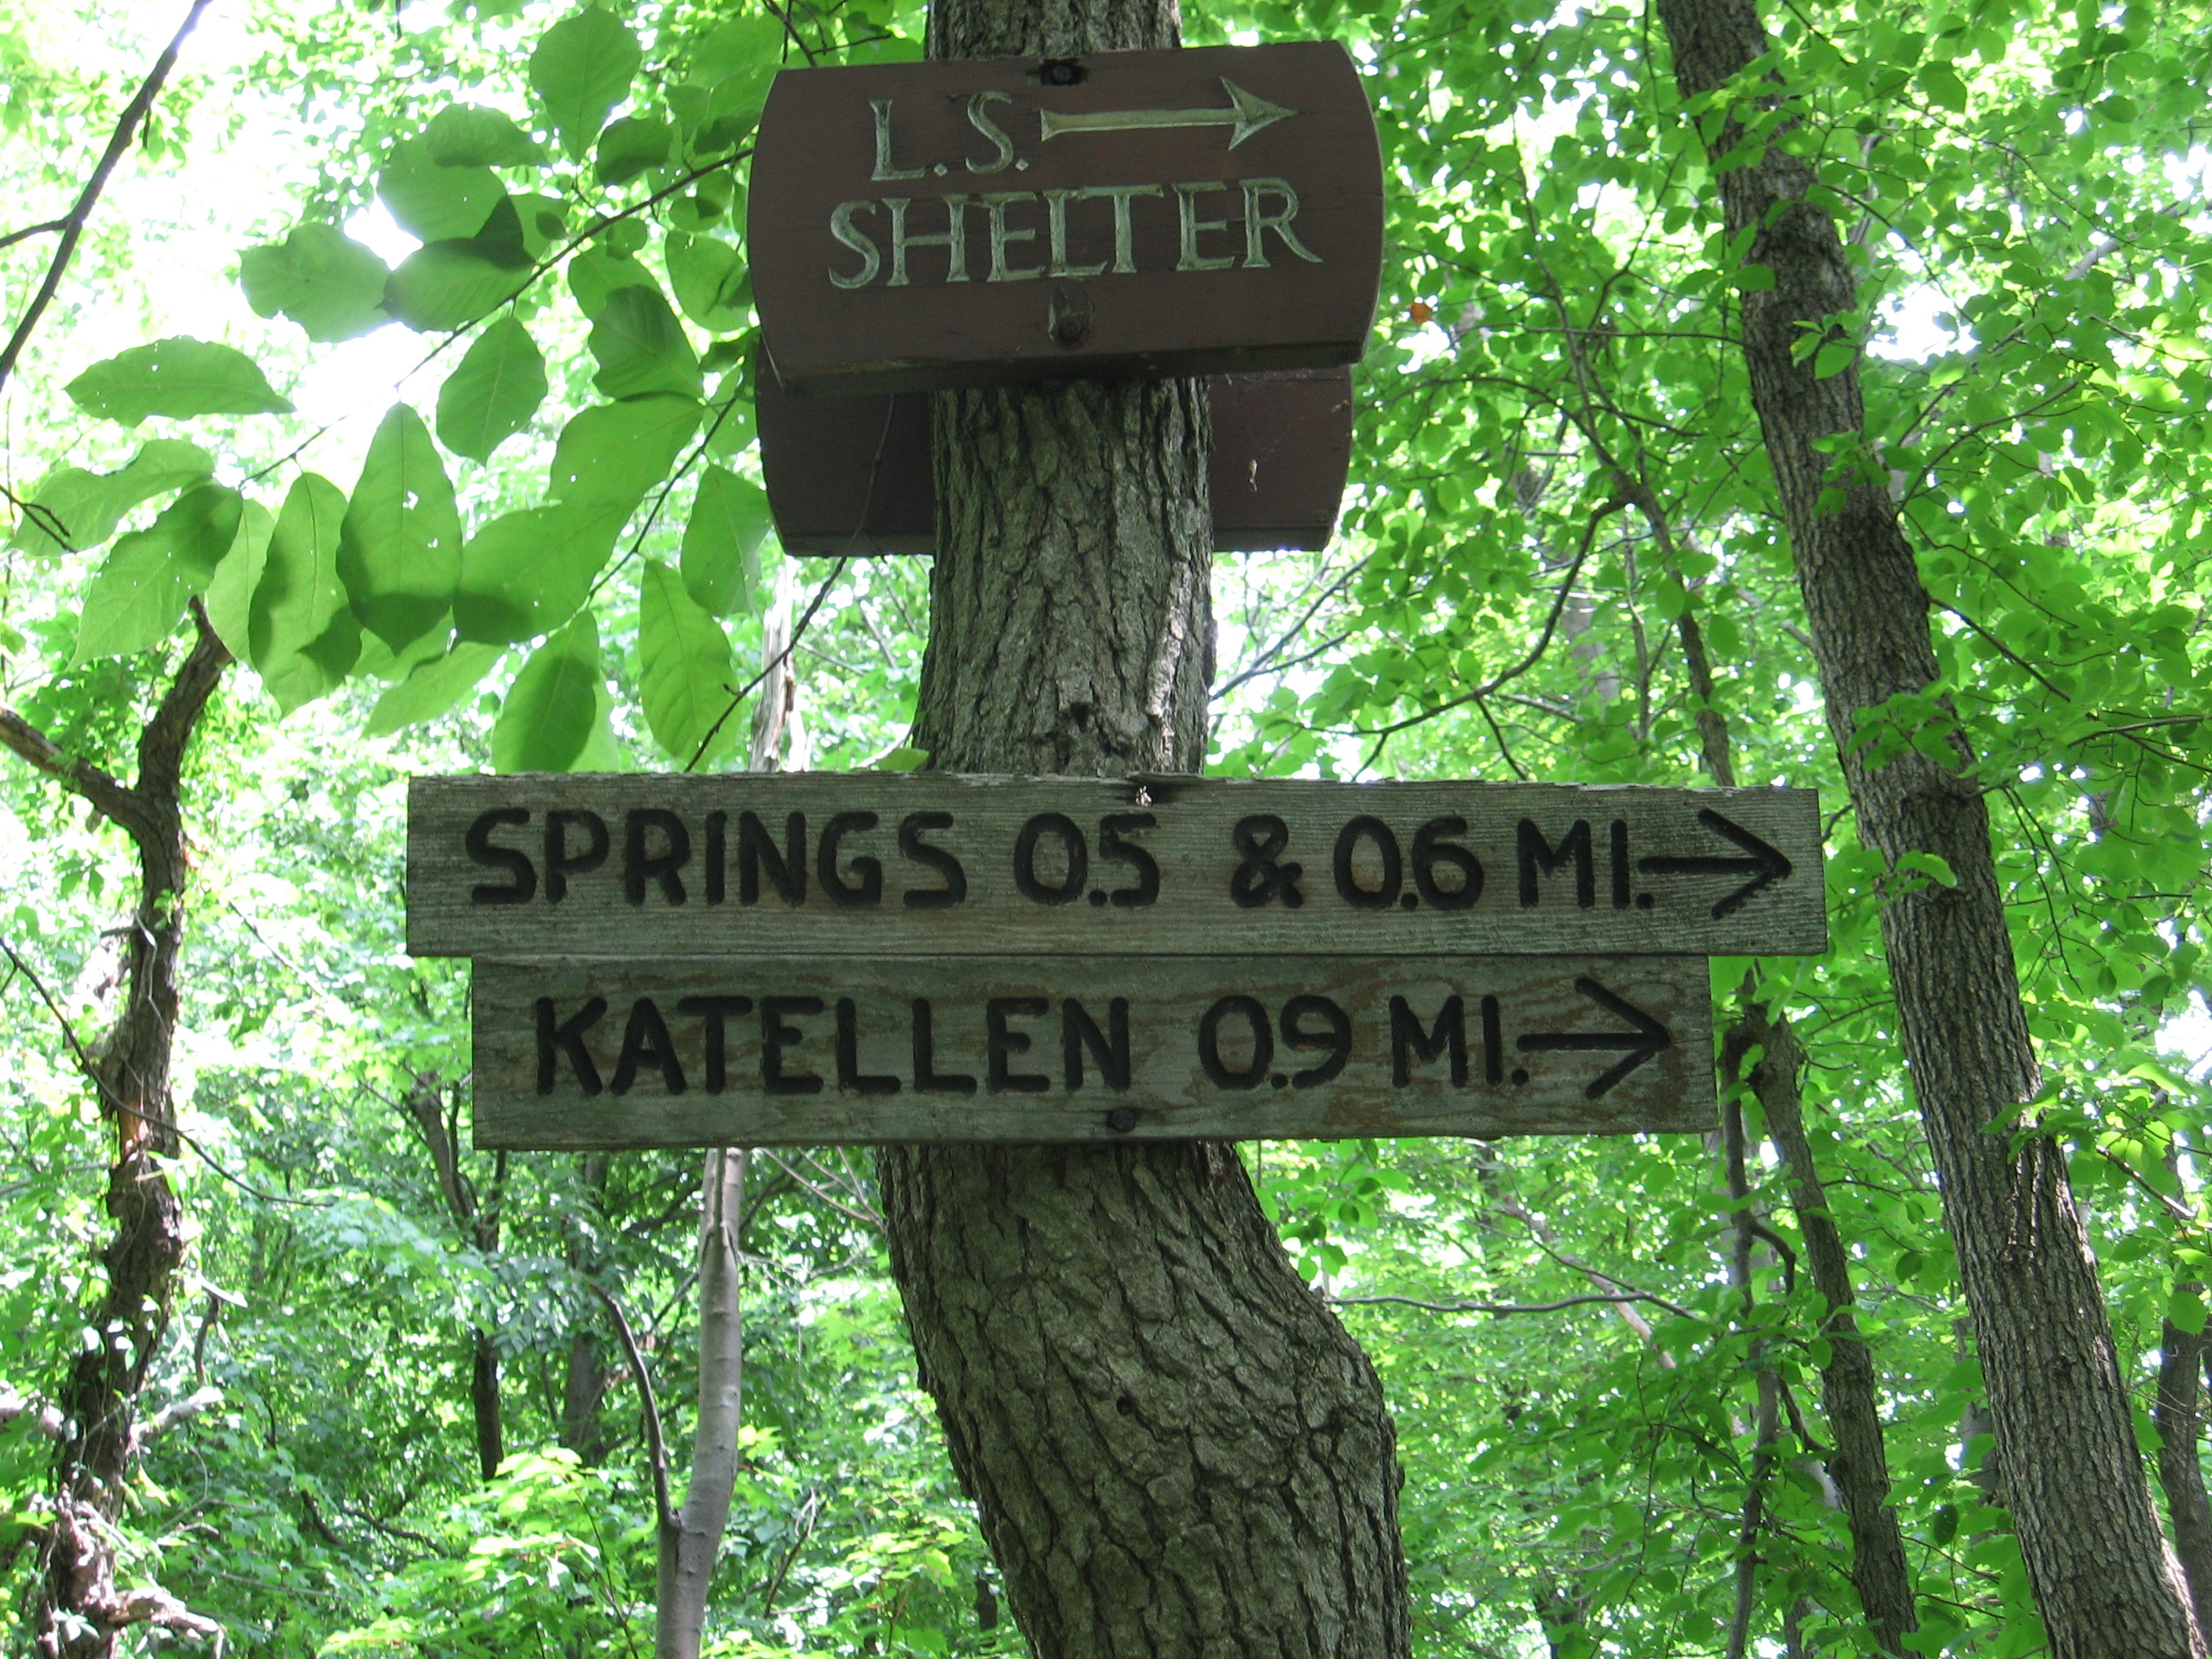 L.S. →
SHELTER
SPRINGS 0.5 & 0.6 MI. →
KATELLEN 0.9 MI. →